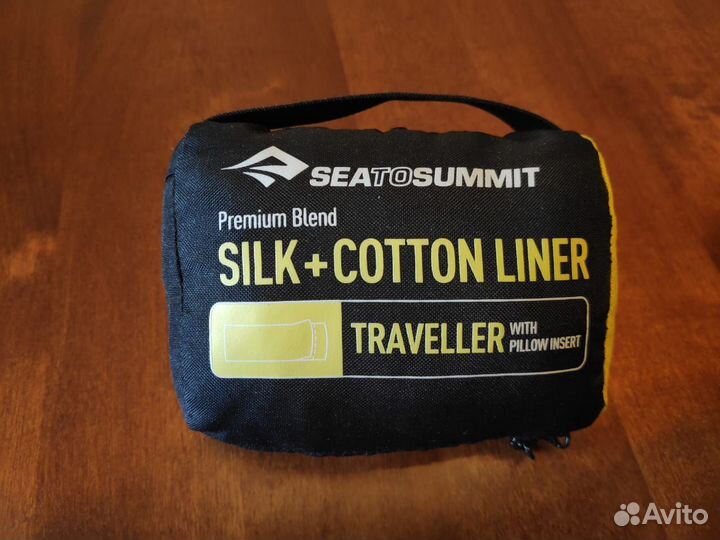 SEATOSUMMIT
Premium Blend
SILK + COTTON LINER
TRAVELLER WITH
PILLOW INSERT
Avito